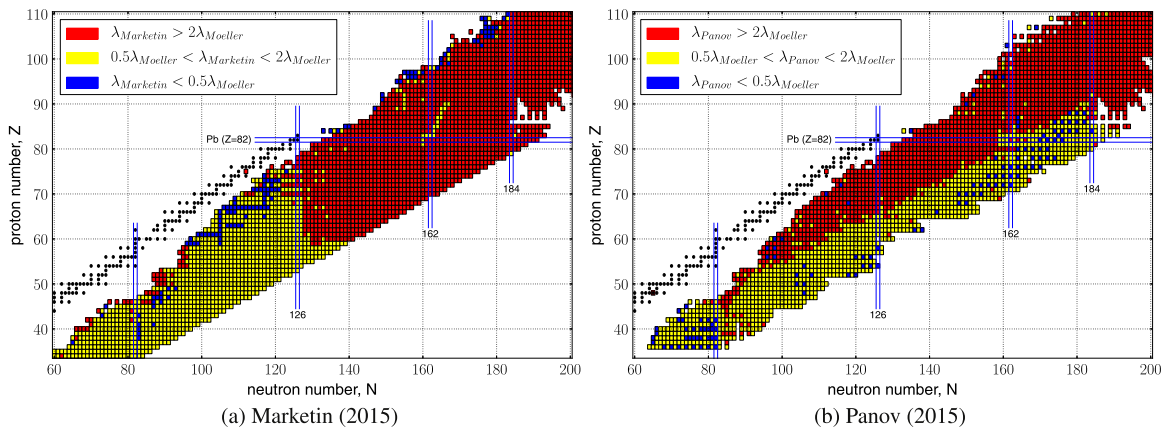 110
100
90
80
70
60
50
40
proton number, Z
λMarketin > 2λMoeller
0.5λMoeller < λMarketin < 2λMoeller
λMarketin < 0.5λMoeller
Pb (Z=82)
184
162
126
60 80 100 120 140 160 180 200
neutron number, N
(a) Marketin (2015)
110
100
90
80
70
60
50
40
proton number, Z
λPanov > 2λMoeller
0.5λMoeller < λPanov < 2λMoeller
λPanov < 0.5λMoeller
Pb (Z=82)
184
162
126
60 80 100 120 140 160 180 200
neutron number, N
(b) Panov (2015)